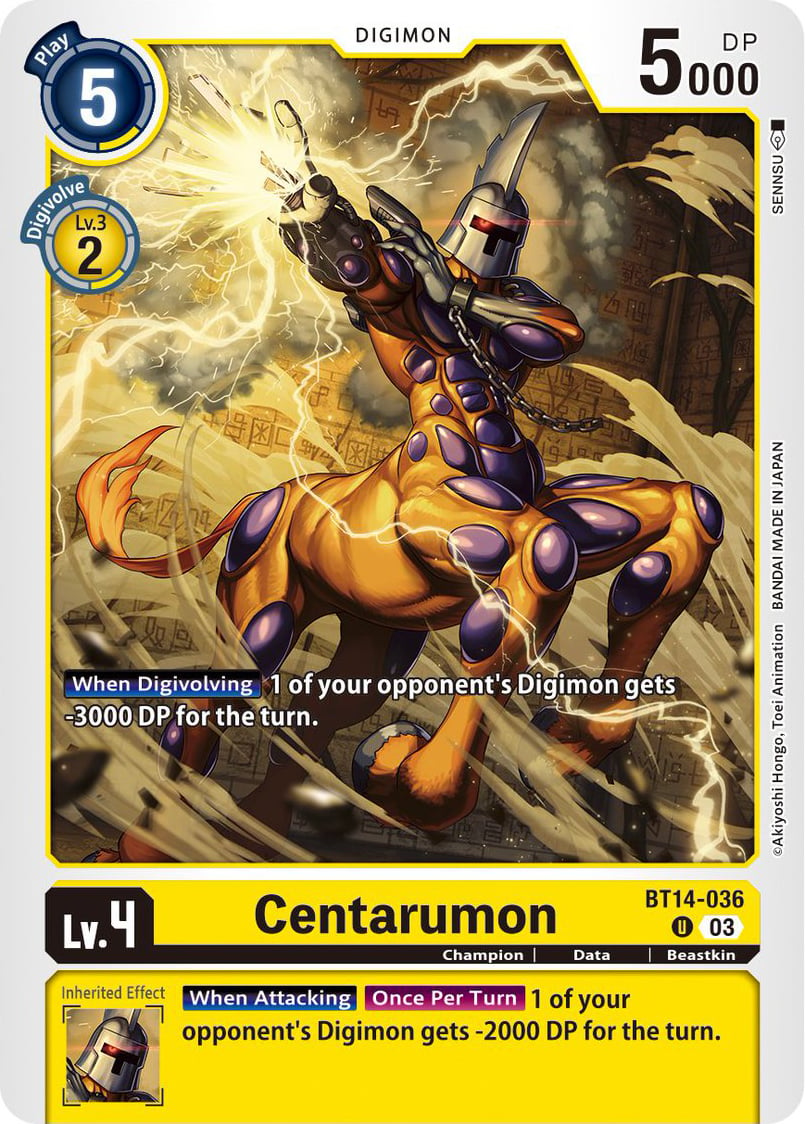 DIGIMON
Play
5
DP
5000
Digivolve
Lv.3
2
SENNSU
When Digivolving 1 of your opponent's Digimon gets
-3000 DP for the turn.
©Akiyoshi Hongo, Toei Animation BANDAI MADE IN JAPAN
Lv.4
Centarumon
BT14-036
U 03
Champion | Data | Beastkin
Inherited Effect
When Attacking Once Per Turn 1 of your
opponent's Digimon gets -2000 DP for the turn.